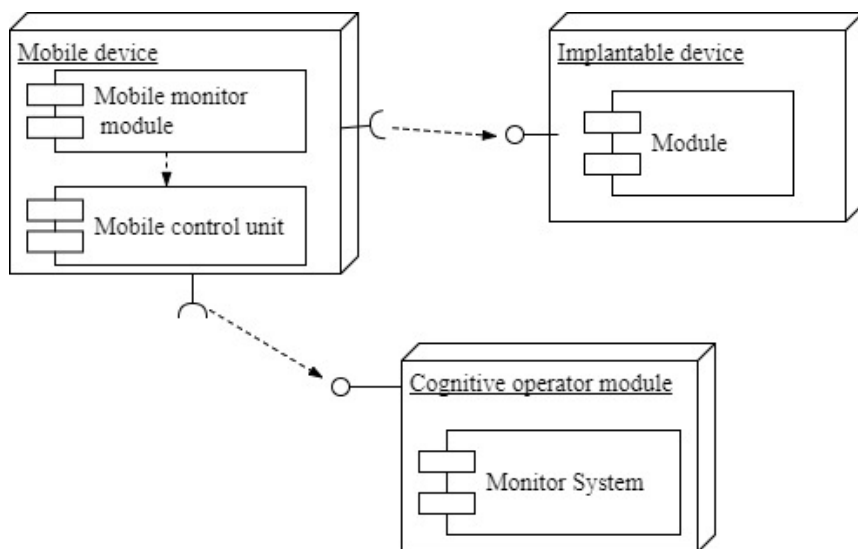 Mobile device
Mobile monitor
module
Mobile control unit
Implantable device
Module
Cognitive operator module
Monitor System